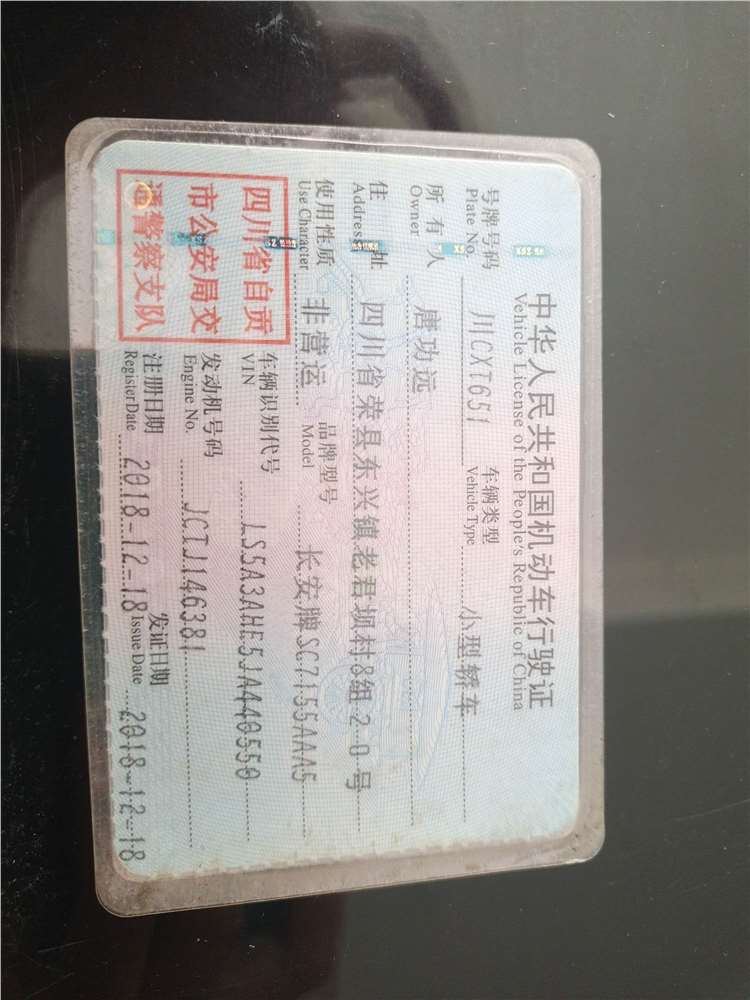 中华人民共和国机动车行驶证
Vehicle License of the People's Republic of China
号牌号码 川CXT651 车辆类型 小型轿车
Plate No. Vehicle Type
所有人 唐功远
Owner
住址 四川省荣县东兴镇老君坝村8组20号
Address
使用性质 非营运 品牌型号 长安牌SC7155AAA5
Use Character Model
四川省自贡
市公安局交
通警察支队
车辆识别代号 LS5A3AHE5JA440550
VIN
发动机号码 JCTJ146381
Engine No.
注册日期 2018-12-18 发证日期 2018-12-18
Register Date Issue Date